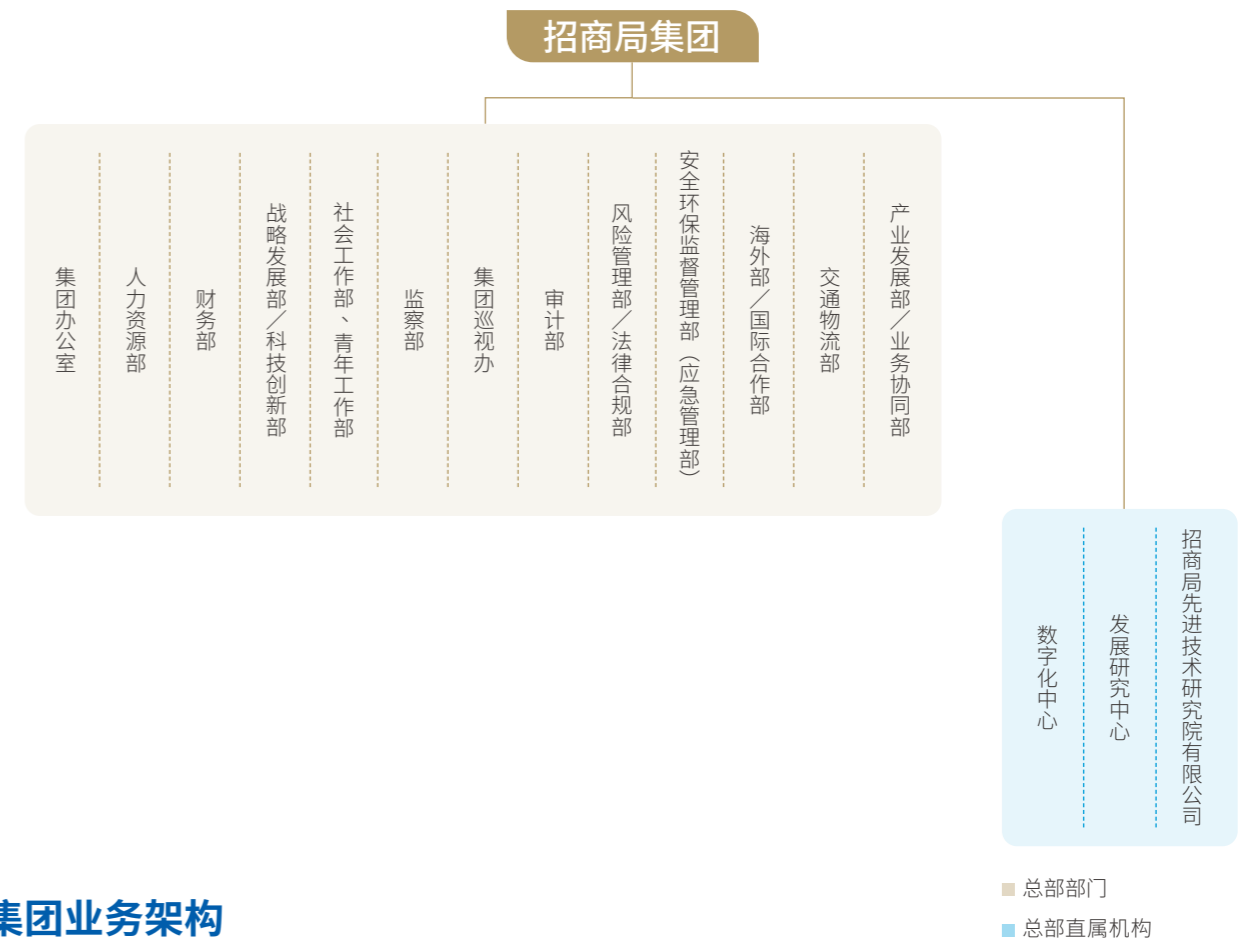 招商局集团
集团办公室
人力资源部
财务部
战略发展部／科技创新部
社会工作部、青年工作部
监察部
集团巡视办
审计部
风险管理部／法律合规部
安全环保监督管理部（应急管理部）
海外部／国际合作部
交通物流部
产业发展部／业务协同部
数字化中心
发展研究中心
招商局先进技术研究院有限公司
总部部门
总部直属机构
集团业务架构